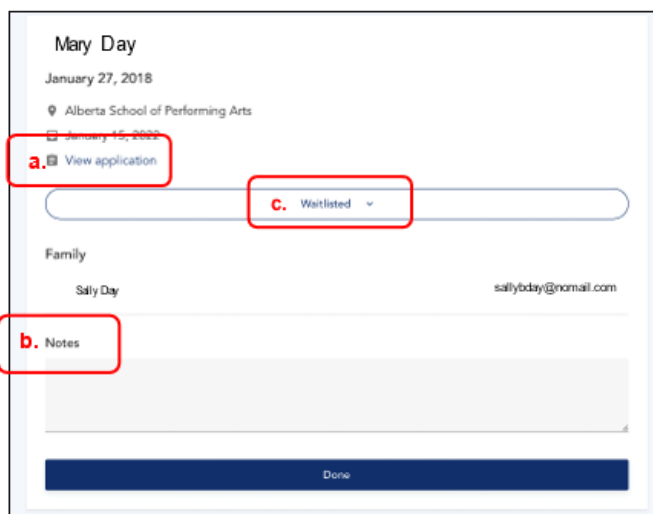 Mary Day
January 27, 2018
Alberta School of Performing Arts
January 15, 2022
a. View application
c. Waitlisted
Family
Sally Day sallybday@nomail.com
b. Notes
Done